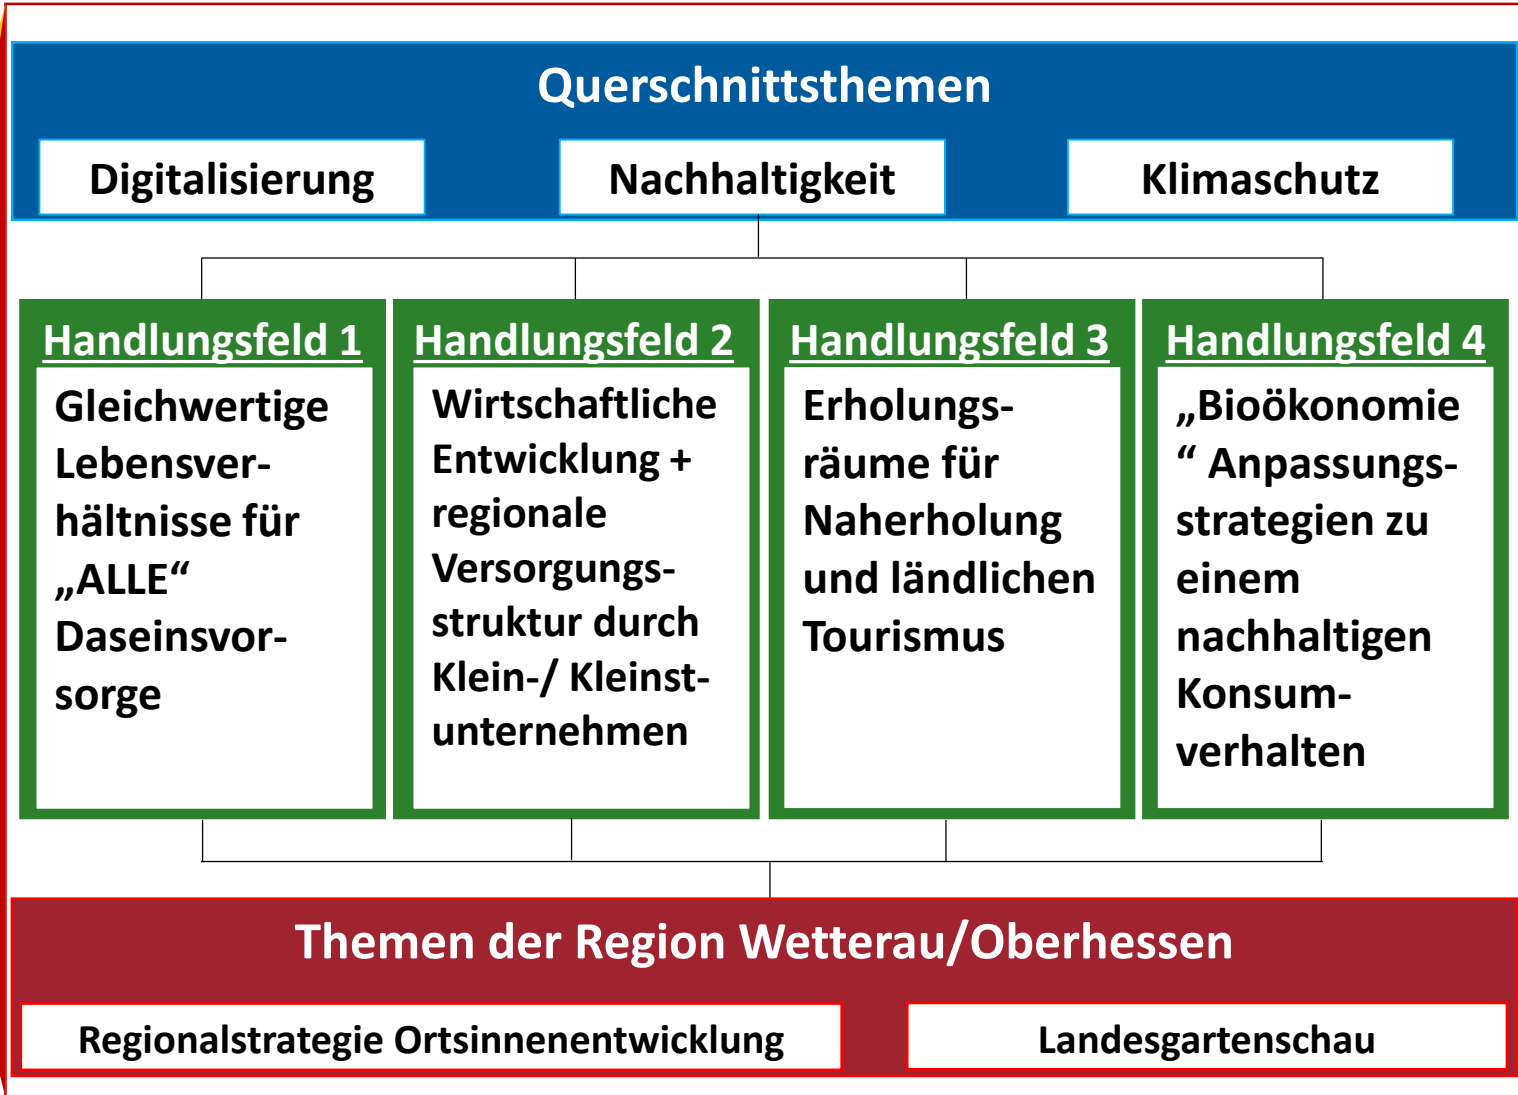 Querschnittsthemen
Digitalisierung
Nachhaltigkeit
Klimaschutz
Handlungsfeld 1
Gleichwertige
Lebensver-
hältnisse für
„ALLE“
Daseinsvor-
sorge
Handlungsfeld 2
Wirtschaftliche
Entwicklung +
regionale
Versorgungs-
struktur durch
Klein-/ Kleinst-
unternehmen
Handlungsfeld 3
Erholungs-
räume für
Naherholung
und ländlichen
Tourismus
Handlungsfeld 4
„Bioökonomie
“ Anpassungs-
strategien zu
einem
nachhaltigen
Konsum-
verhalten
Themen der Region Wetterau/Oberhessen
Regionalstrategie Ortsinnenentwicklung
Landesgartenschau